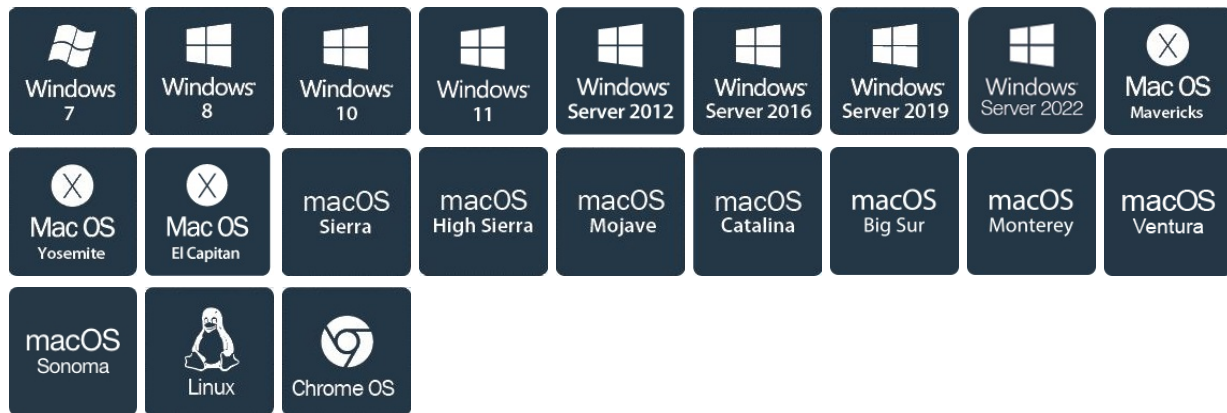 Windows
7
Windows
8
Windows
10
Windows
11
Windows
Server 2012
Windows
Server 2016
Windows
Server 2019
Windows
Server 2022
Mac OS
Mavericks
Mac OS
Yosemite
Mac OS
El Capitan
macOS
Sierra
macOS
High Sierra
macOS
Mojave
macOS
Catalina
macOS
Big Sur
macOS
Monterey
macOS
Ventura
macOS
Sonoma
Linux
Chrome OS